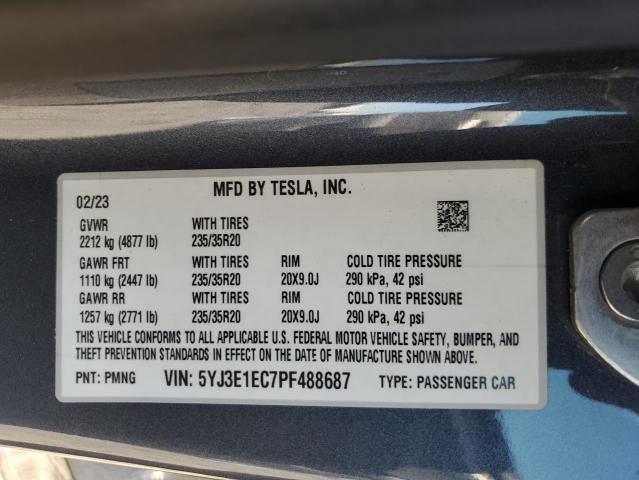 MFD BY TESLA, INC.
02/23
GVWR WITH TIRES
2212 kg (4877 lb) 235/35R20
GAWR FRT WITH TIRES RIM COLD TIRE PRESSURE
1110 kg (2447 lb) 235/35R20 20X9.0J 290 kPa, 42 psi
GAWR RR WITH TIRES RIM COLD TIRE PRESSURE
1257 kg (2771 lb) 235/35R20 20X9.0J 290 kPa, 42 psi
THIS VEHICLE CONFORMS TO ALL APPLICABLE U.S. FEDERAL MOTOR VEHICLE SAFETY, BUMPER, AND
THEFT PREVENTION STANDARDS IN EFFECT ON THE DATE OF MANUFACTURE SHOWN ABOVE.
PNT: PMNG VIN: 5YJ3E1EC7PF488687 TYPE: PASSENGER CAR